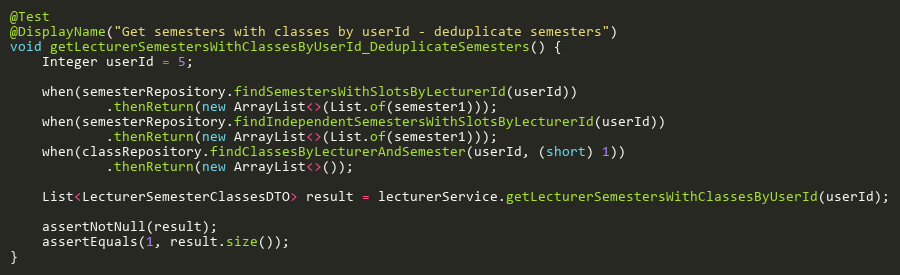 @Test
@DisplayName("Get semesters with classes by userId - deduplicate semesters")
void getLecturerSemestersWithClassesByUserId_DeduplicateSemesters() {
    Integer userId = 5;

    when(semesterRepository.findSemestersWithSlotsByLecturerId(userId))
            .thenReturn(new ArrayList<>(List.of(semester1)));
    when(semesterRepository.findIndependentSemestersWithSlotsByLecturerId(userId))
            .thenReturn(new ArrayList<>(List.of(semester1)));
    when(classRepository.findClassesByLecturerAndSemester(userId, (short) 1))
            .thenReturn(new ArrayList<>());

    List<LecturerSemesterClassesDTO> result = lecturerService.getLecturerSemestersWithClassesByUserId(userId);

    assertNotNull(result);
    assertEquals(1, result.size());
}